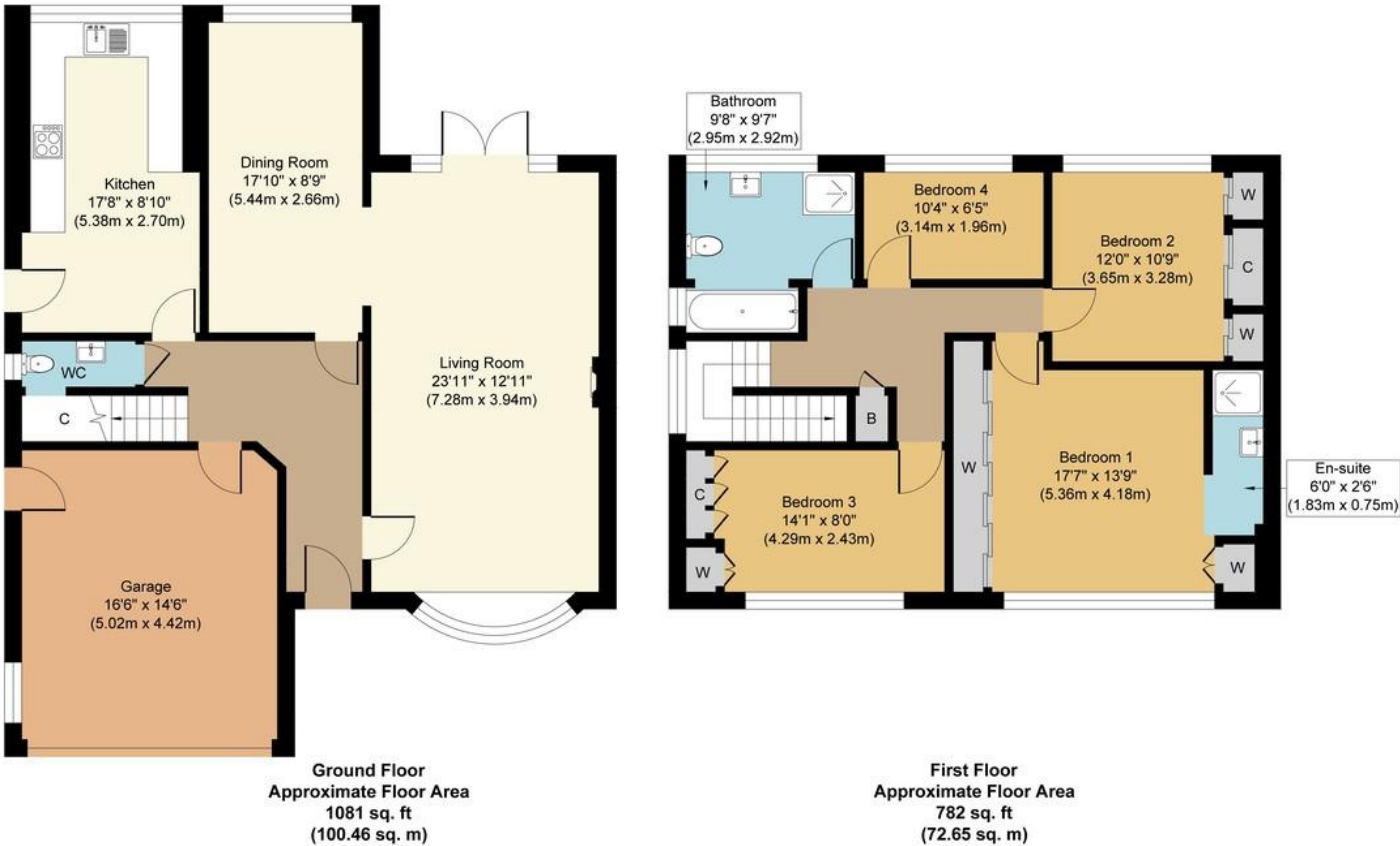 Kitchen
17'8" x 8'10"
(5.38m x 2.70m)
Dining Room
17'10" x 8'9"
(5.44m x 2.66m)
WC
C
Living Room
23'11" x 12'11"
(7.28m x 3.94m)
Garage
16'6" x 14'6"
(5.02m x 4.42m)
Ground Floor
Approximate Floor Area
1081 sq. ft
(100.46 sq. m)
Bathroom
9'8" x 9'7"
(2.95m x 2.92m)
Bedroom 4
10'4" x 6'5"
(3.14m x 1.96m)
Bedroom 2
12'0" x 10'9"
(3.65m x 3.28m)
W
C
W
B
W
Bedroom 1
17'7" x 13'9"
(5.36m x 4.18m)
En-suite
6'0" x 2'6"
(1.83m x 0.75m)
C
Bedroom 3
14'1" x 8'0"
(4.29m x 2.43m)
W
W
First Floor
Approximate Floor Area
782 sq. ft
(72.65 sq. m)